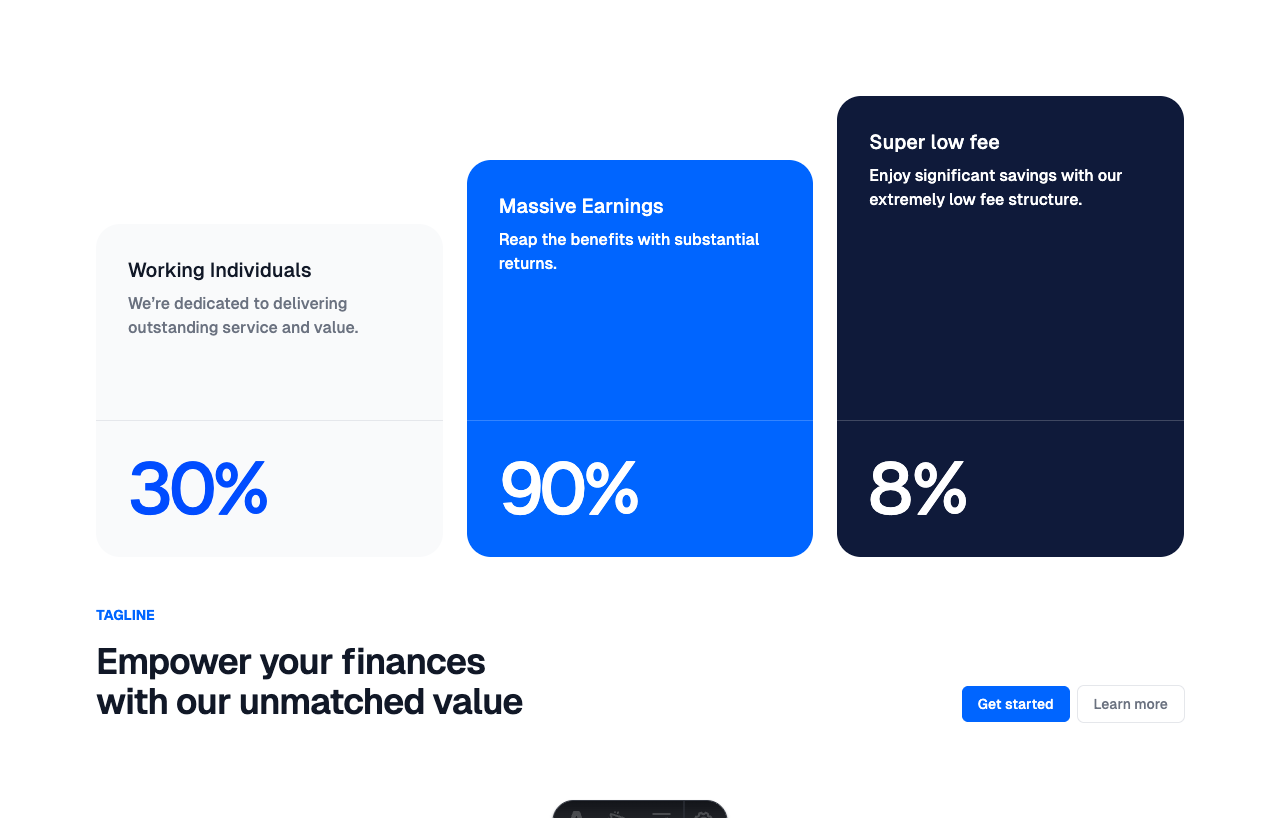 Working Individuals
We’re dedicated to delivering
outstanding service and value.
30%
Massive Earnings
Reap the benefits with substantial
returns.
90%
Super low fee
Enjoy significant savings with our
extremely low fee structure.
8%
TAGLINE
Empower your finances
with our unmatched value
Get started
Learn more